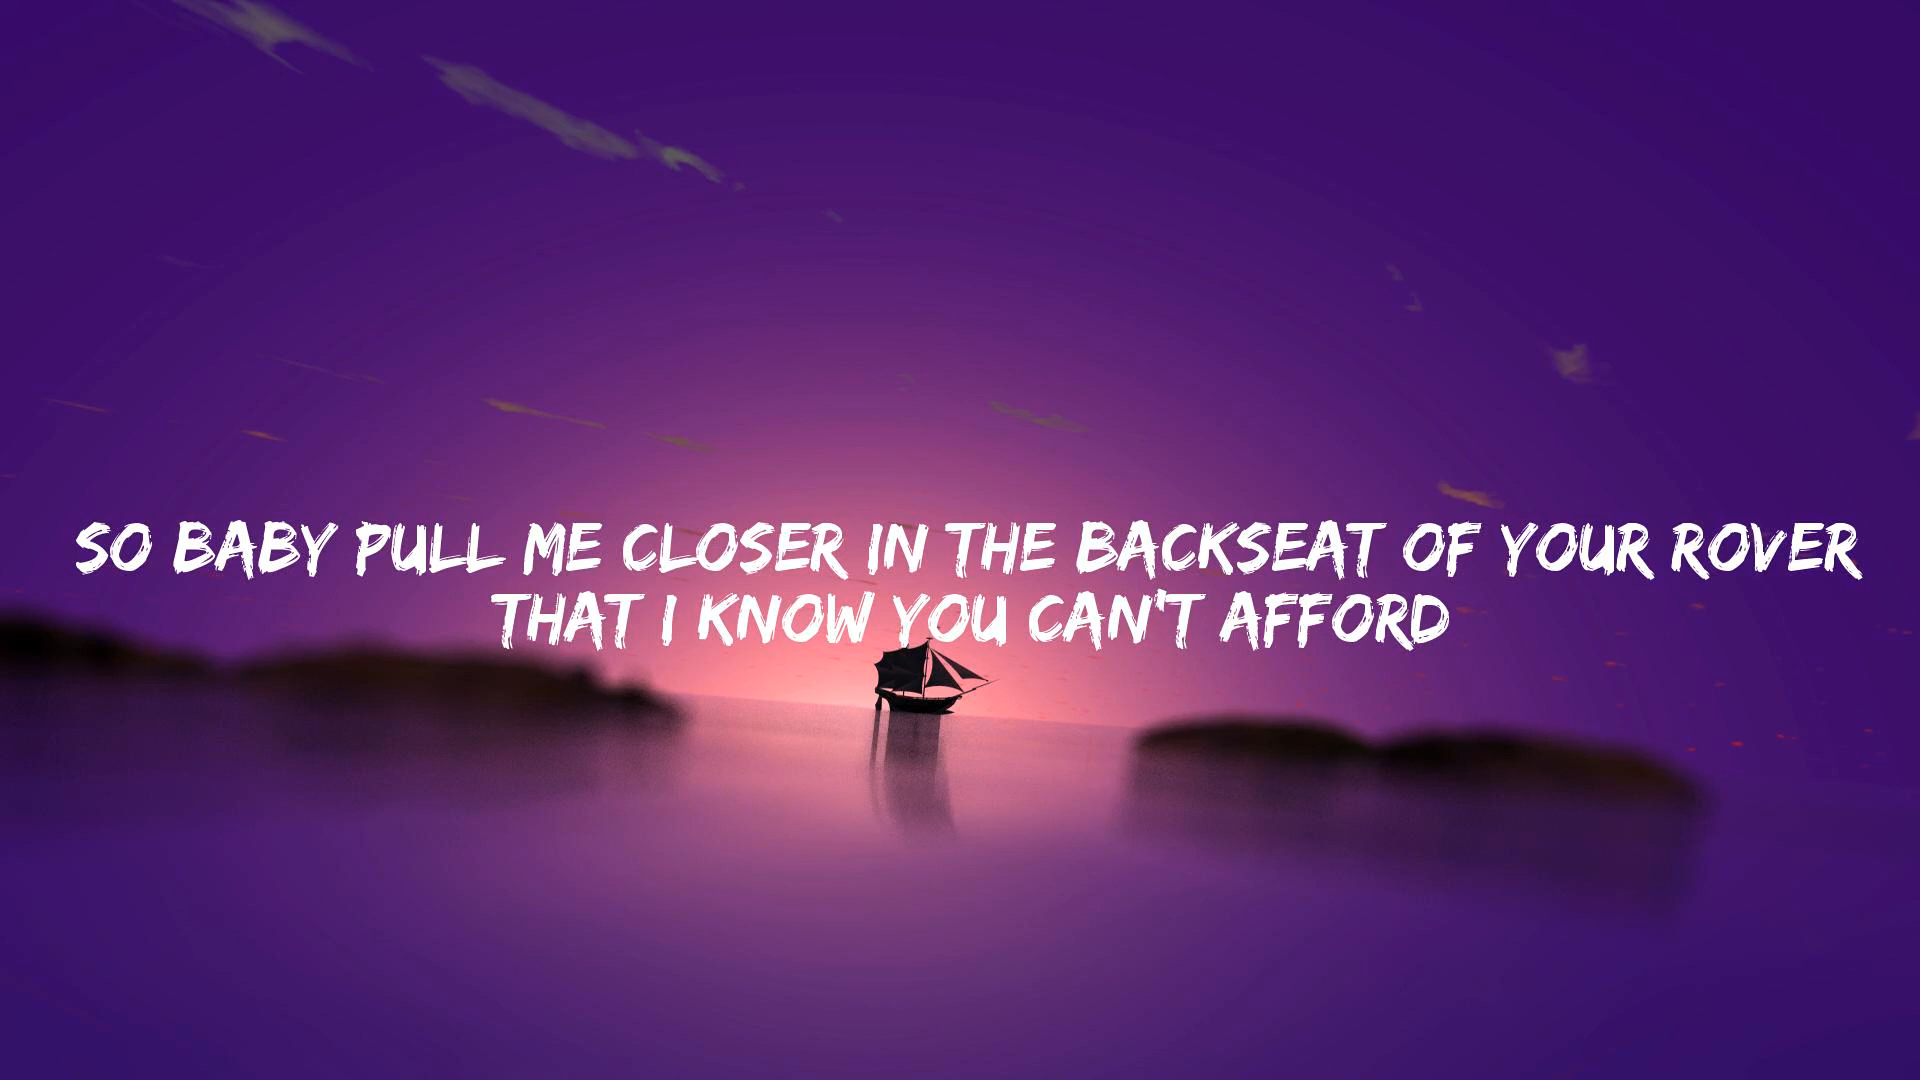 SO BABY PULL ME CLOSER IN THE BACKSEAT OF YOUR ROVER
THAT I KNOW YOU CAN'T AFFORD